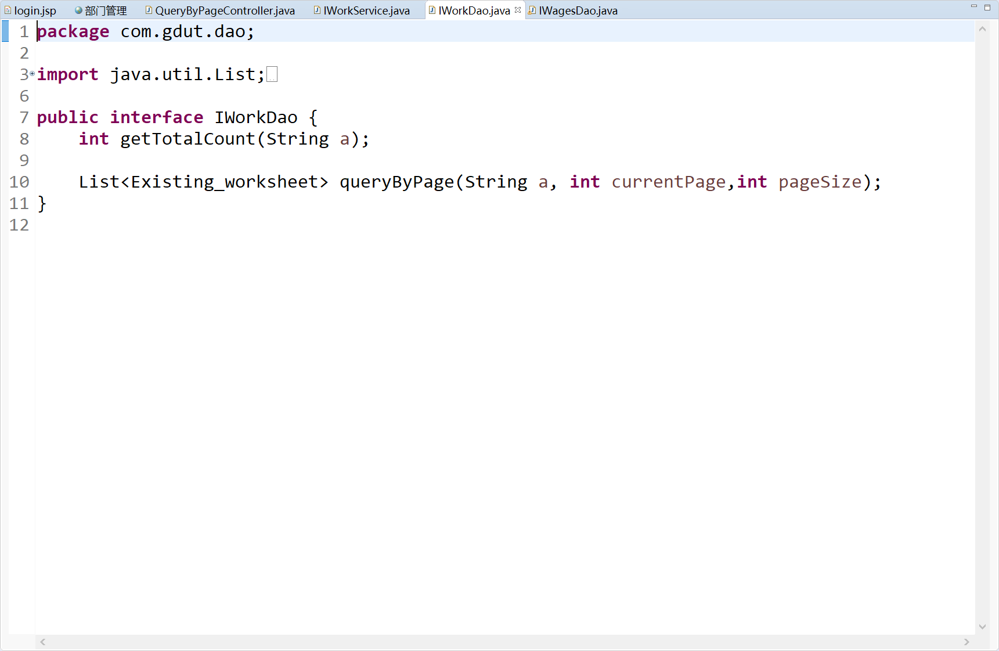 login.jsp 部门管理 QueryByPageController.java IWorkService.java IWorkDao.java IWagesDao.java
1 package com.gdut.dao;
2
3 import java.util.List;
6
7 public interface IWorkDao {
8 int getTotalCount(String a);
9
10 List<Existing_worksheet> queryByPage(String a, int currentPage,int pageSize);
11 }
12